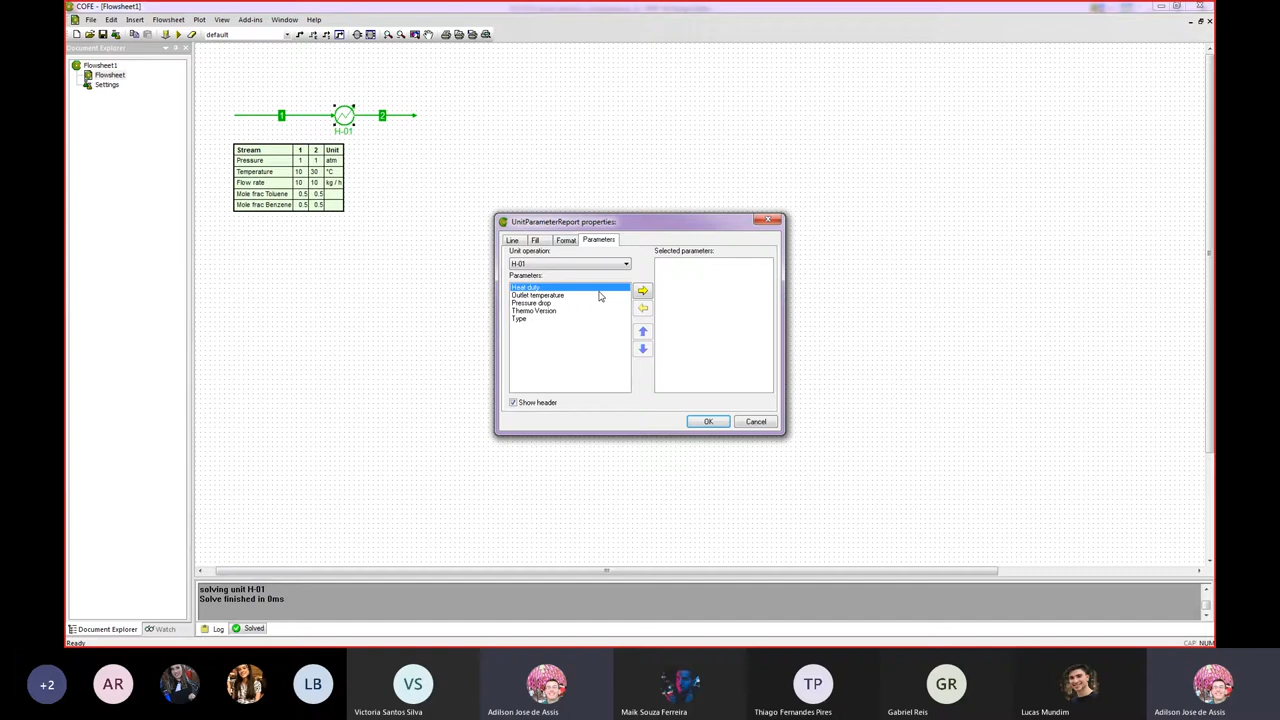 COFE - [Flowsheet1]
File Edit Insert Flowsheet Plot View Add-ins Window Help
default
Document Explorer
Flowsheet1
Flowsheet
Settings
1 2
H-01
Stream 1 2 Unit
Pressure 1 1 atm
Temperature 10 30 °C
Flow rate 10 10 kg / h
Mole frac Toluene 0.5 0.5
Mole frac Benzene 0.5 0.5
UnitParameterReport properties:
Line Fill Format Parameters
Unit operation: Selected parameters:
H-01
Parameters:
Heat duty
Outlet temperature
Pressure drop
Thermo Version
Type
Show header
OK Cancel
solving unit H-01
Solve finished in 0ms
Document Explorer Watch Log Solved
Ready CAP NUM
+2 AR LB VS TP GR
Victoria Santos Silva Adilson Jose de Assis Maik Souza Ferreira Thiago Fernandes Pires Gabriel Reis Lucas Mundim Adilson Jose de Assis